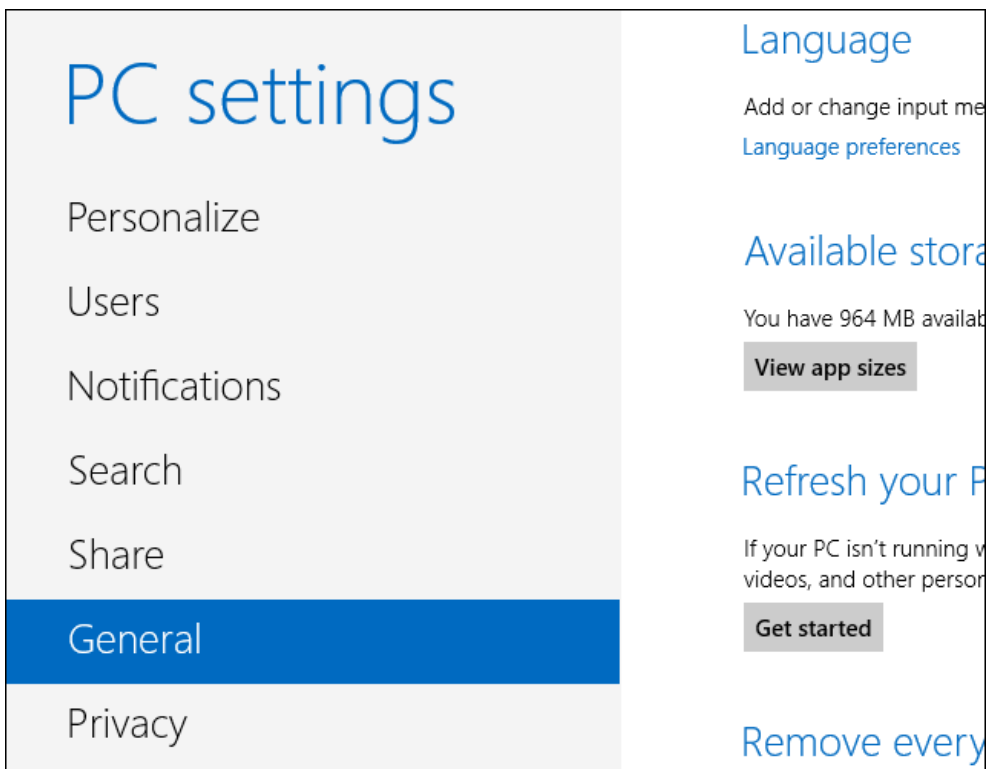 PC settings
Personalize
Users
Notifications
Search
Share
General
Privacy
Language
Add or change input me
Language preferences
Available stora
You have 964 MB availab
View app sizes
Refresh your P
If your PC isn't running w
videos, and other person
Get started
Remove every